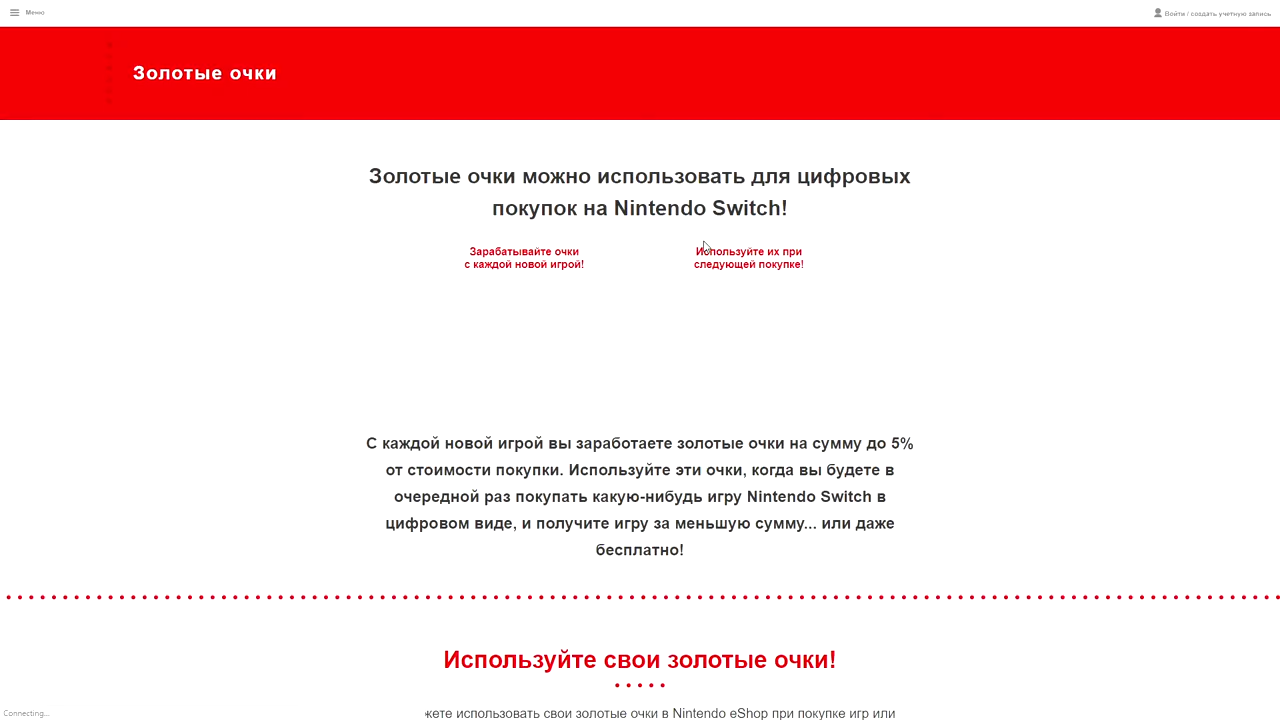 Меню
Войти / создать учетную запись
Золотые очки
Золотые очки можно использовать для цифровых
покупок на Nintendo Switch!
Зарабатывайте очки
с каждой новой игрой!
Используйте их при
следующей покупке!
С каждой новой игрой вы заработаете золотые очки на сумму до 5%
от стоимости покупки. Используйте эти очки, когда вы будете в
очередной раз покупать какую-нибудь игру Nintendo Switch в
цифровом виде, и получите игру за меньшую сумму... или даже
бесплатно!
Используйте свои золотые очки!
жете использовать свои золотые очки в Nintendo eShop при покупке игр или
Connecting...